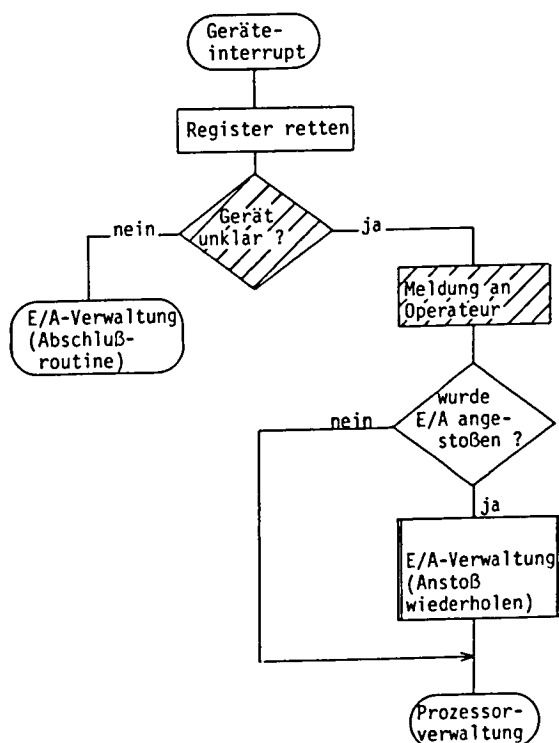 Geräte-
interrupt
Register retten
Gerät
unklar ?
nein
ja
E/A-Verwaltung
(Abschluß-
routine)
Meldung an
Operateur
wurde
E/A ange-
stoßen ?
nein
ja
E/A-Verwaltung
(Anstoß
wiederholen)
Prozessor-
verwaltung